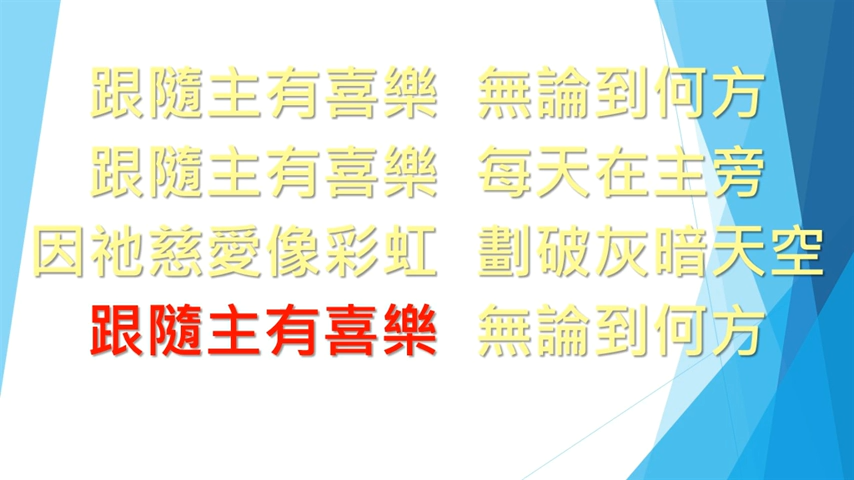 跟隨主有喜樂 無論到何方
跟隨主有喜樂 每天在主旁
因祂慈愛像彩虹 劃破灰暗天空
跟隨主有喜樂 無論到何方